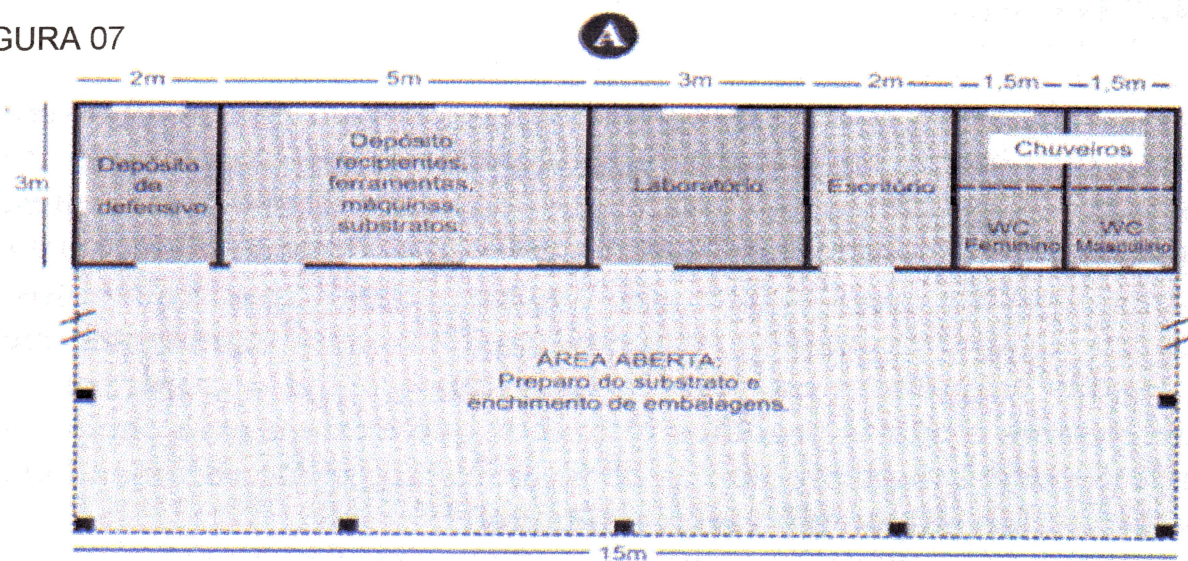 GURA 07
A
2m
5m
3m
2m
1,5m
1,5m
3m
Depósito
de
defensivo
Depósito
recipientes,
ferramentas,
máquinas,
substratos.
Laboratório
Escritório
Chuveiros
WC
Feminino
WC
Masculino
ÁREA ABERTA:
Preparo do substrato e
enchimento de embalagens.
15m